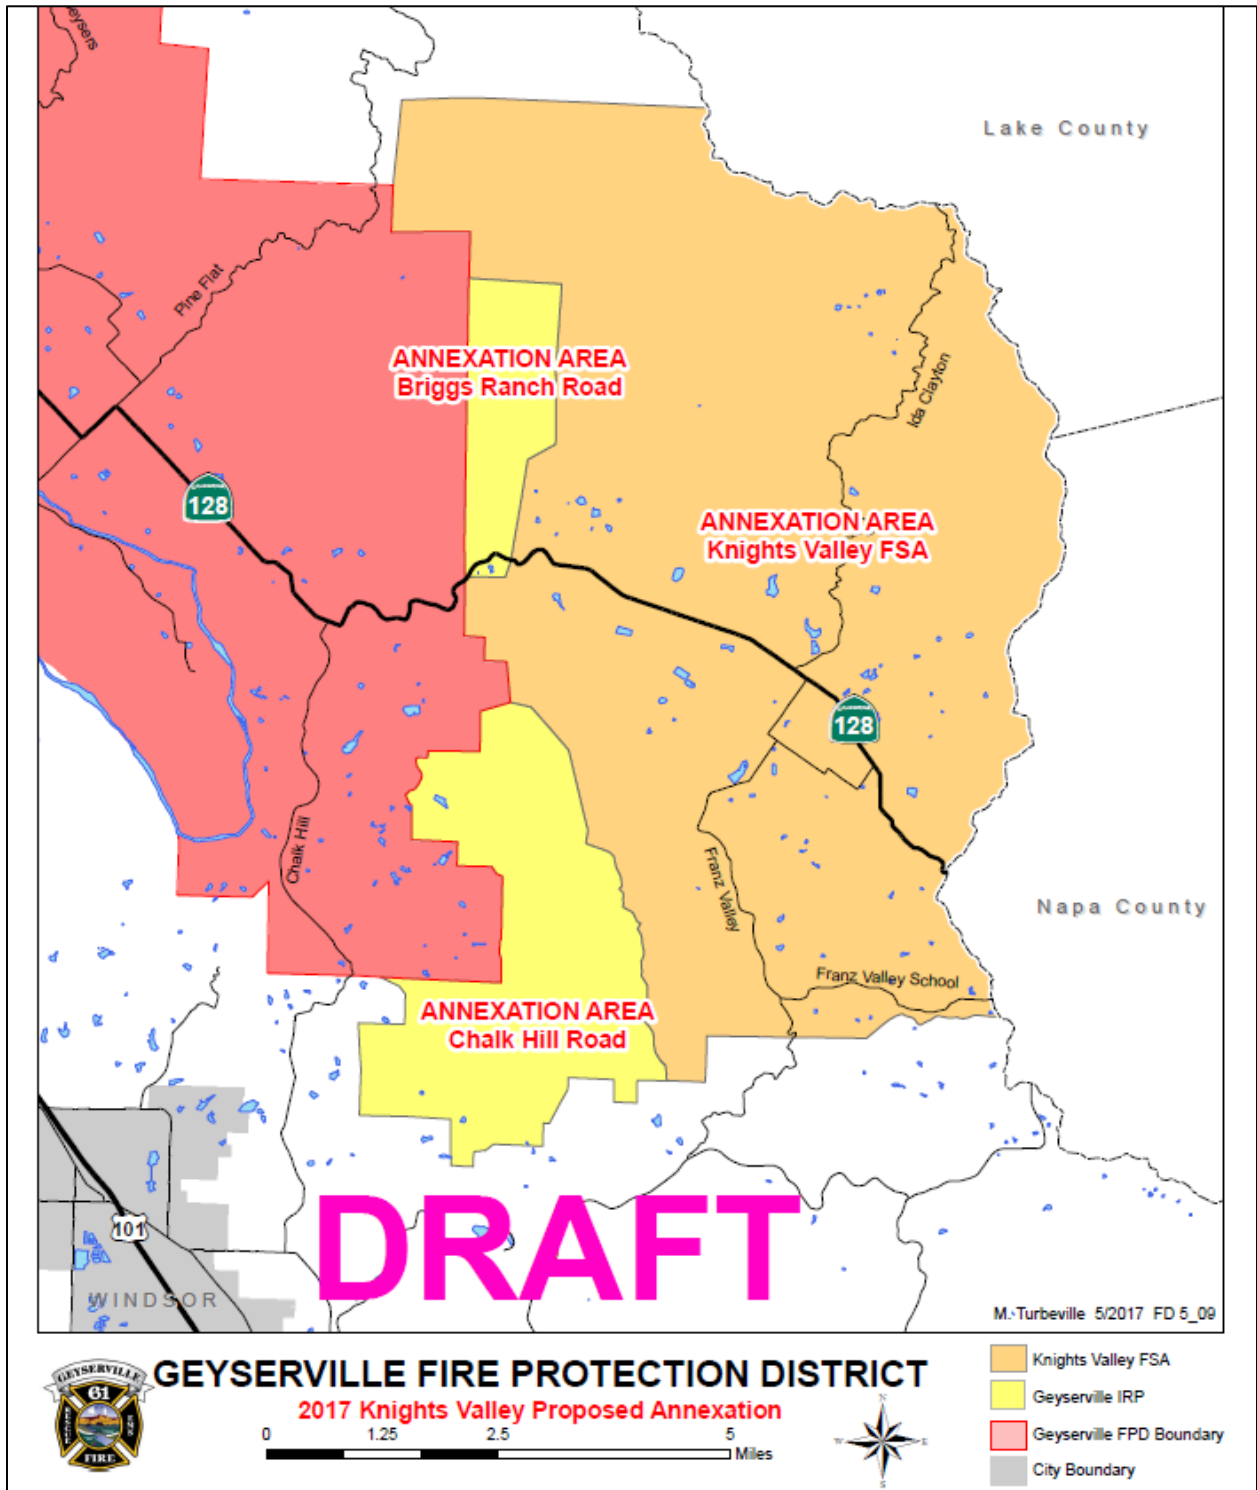 Geysers
Lake County
Pine Flat
ANNEXATION AREA
Briggs Ranch Road
Ida Clayton
128
ANNEXATION AREA
Knights Valley FSA
128
Chalk Hill
Franz Valley
Napa County
Franz Valley School
ANNEXATION AREA
Chalk Hill Road
DRAFT
101
WINDSOR
M. Turbeville 5/2017 FD 5_09
GEYSERVILLE FIRE PROTECTION DISTRICT
2017 Knights Valley Proposed Annexation
0 1.25 2.5 5
Miles
N
W E
S
GEYSERVILLE
61
FIRE
Knights Valley FSA
Geyserville IRP
Geyserville FPD Boundary
City Boundary